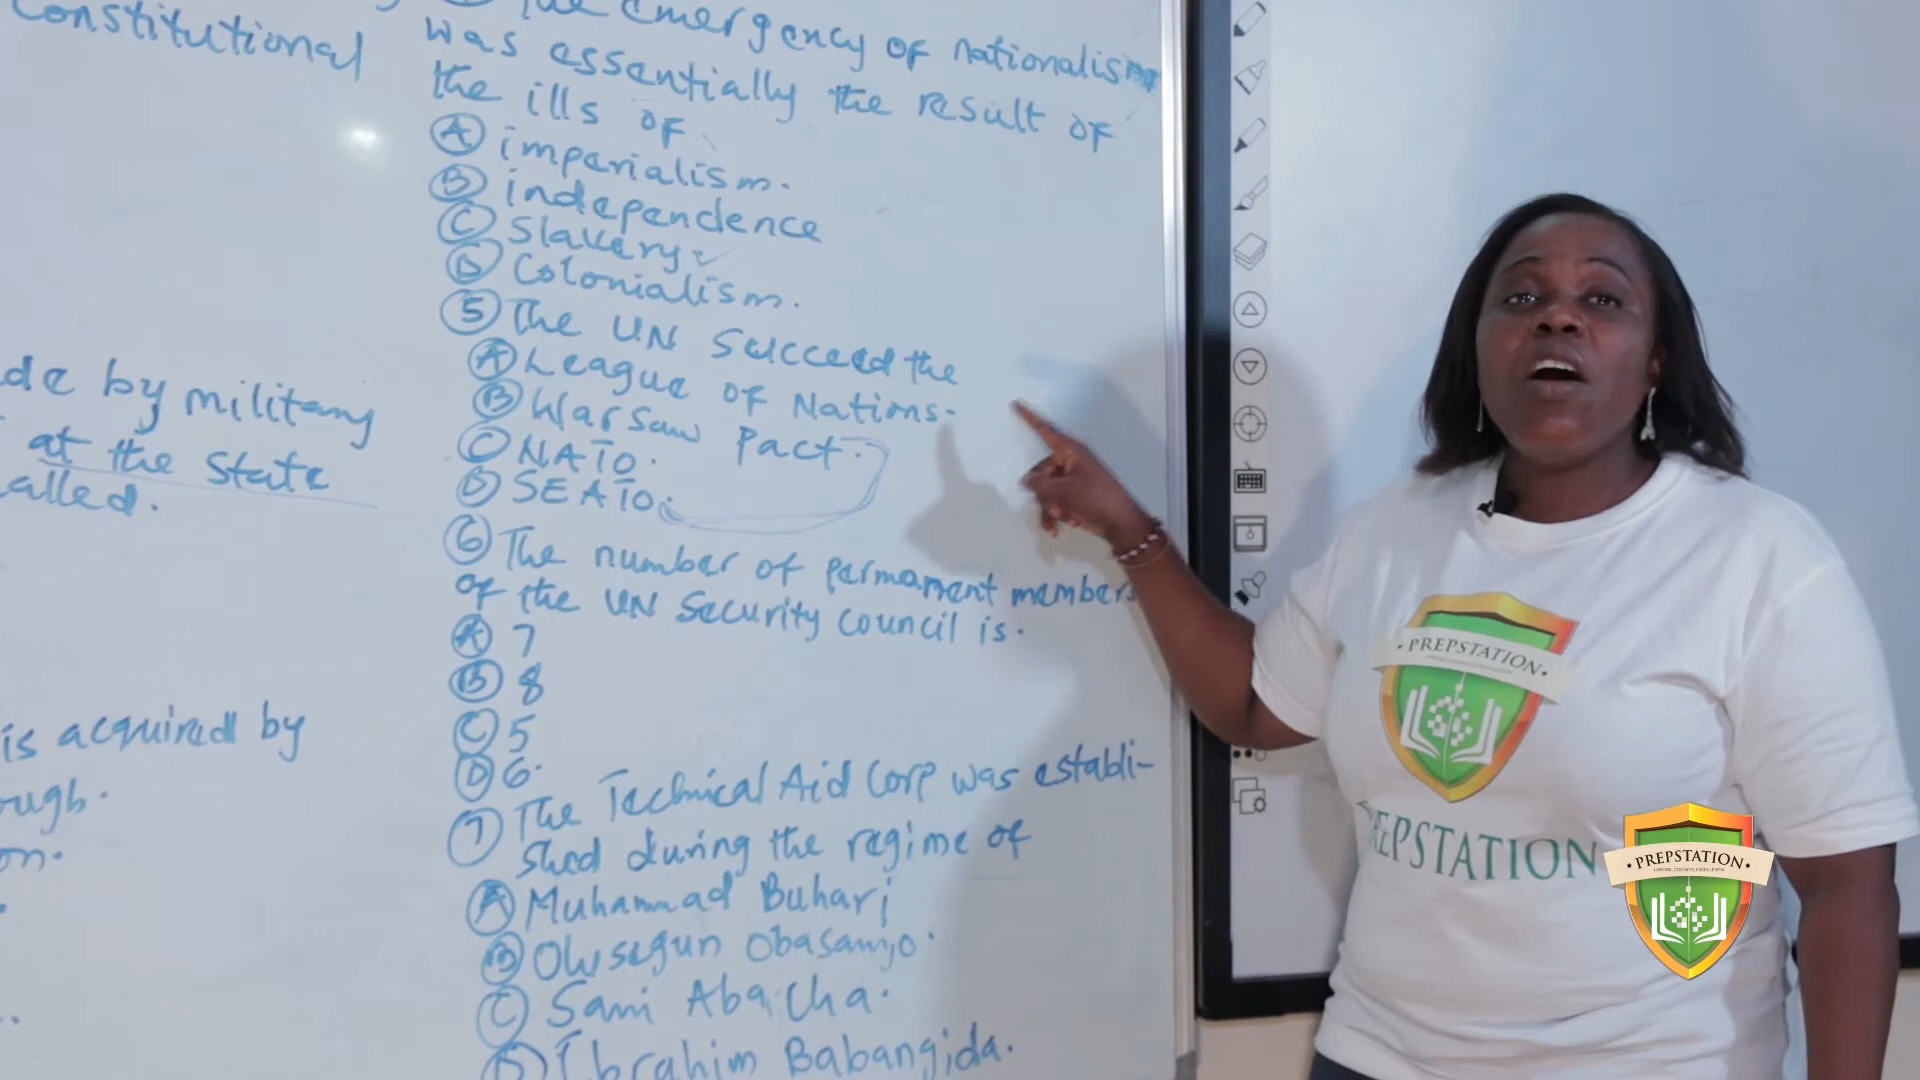 Constitutional
de by military
at the State
alled.
is acquired by
ough.
on.
The Emergency of nationalism
was essentially the result of
the ills of
A imperialism.
B independence
C Slavery
D Colonialism.
5 The UN Succeed the
A League of Nations.
B Warsaw Pact.
C NATO.
D SEATO.
6 The number of permanent members
of the UN Security Council is.
A 7
B 8
C 5
D 6.
7 The Technical Aid Corp was establi-
shed during the regime of
A Muhammad Buhari
B Olusegun Obasanjo.
C Sani Abacha.
D Ibrahim Babangida.
PREPSTATION
PREPSTATION
PREPSTATION